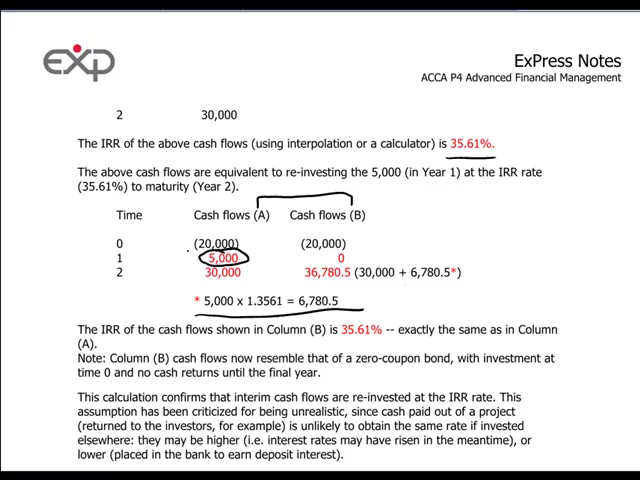 exp
ExPress Notes
ACCA P4 Advanced Financial Management
2 30,000
The IRR of the above cash flows (using interpolation or a calculator) is 35.61%.
The above cash flows are equivalent to re-investing the 5,000 (in Year 1) at the IRR rate
(35.61%) to maturity (Year 2).
Time Cash flows (A) Cash flows (B)
0 (20,000) (20,000)
1 5,000 0
2 30,000 36,780.5 (30,000 + 6,780.5*)
* 5,000 x 1.3561 = 6,780.5
The IRR of the cash flows shown in Column (B) is 35.61% -- exactly the same as in Column
(A).
Note: Column (B) cash flows now resemble that of a zero-coupon bond, with investment at
time 0 and no cash returns until the final year.
This calculation confirms that interim cash flows are re-invested at the IRR rate. This
assumption has been criticized for being unrealistic, since cash paid out of a project
(returned to the investors, for example) is unlikely to obtain the same rate if invested
elsewhere: they may be higher (i.e. interest rates may have risen in the meantime), or
lower (placed in the bank to earn deposit interest).